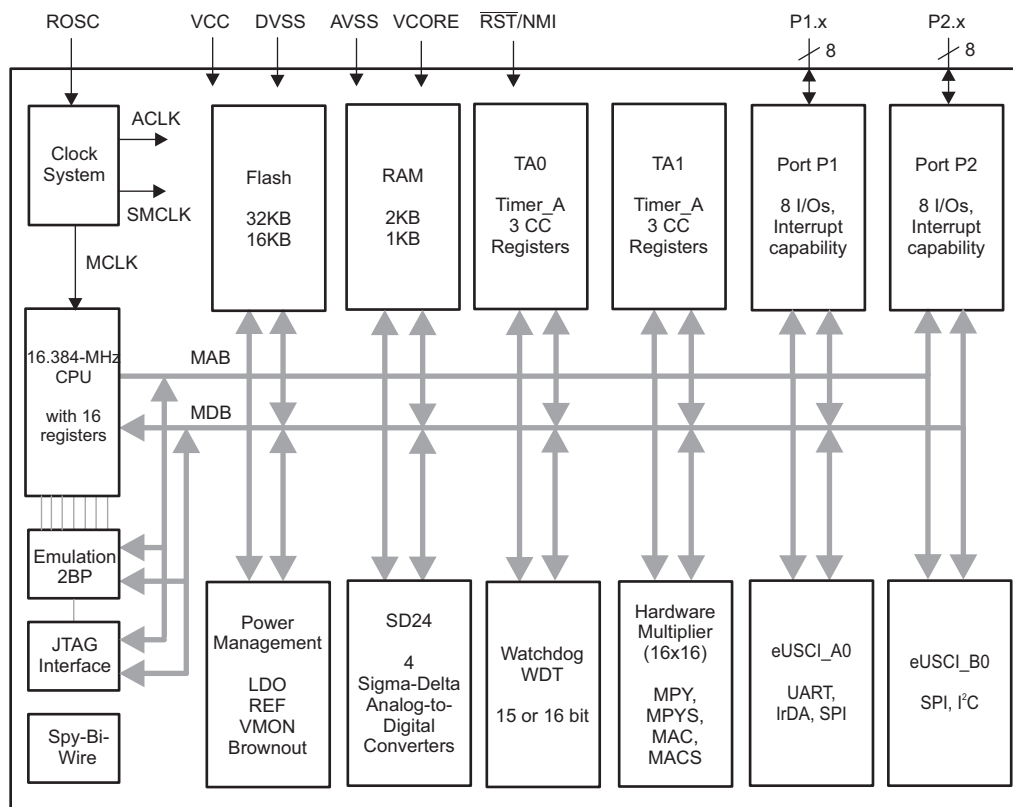 ROSC
VCC
DVSS
AVSS
VCORE
RST/NMI
P1.x
P2.x
8
8
Clock
System
ACLK
SMCLK
MCLK
Flash
32KB
16KB
RAM
2KB
1KB
TA0
Timer_A
3 CC
Registers
TA1
Timer_A
3 CC
Registers
Port P1
8 I/Os,
Interrupt
capability
Port P2
8 I/Os,
Interrupt
capability
16.384-MHz
CPU
with 16
registers
MAB
MDB
Emulation
2BP
JTAG
Interface
Spy-Bi-
Wire
Power
Management
LDO
REF
VMON
Brownout
SD24
4
Sigma-Delta
Analog-to-
Digital
Converters
Watchdog
WDT
15 or 16 bit
Hardware
Multiplier
(16x16)
MPY,
MPYS,
MAC,
MACS
eUSCI_A0
UART,
IrDA, SPI
eUSCI_B0
SPI, I²C